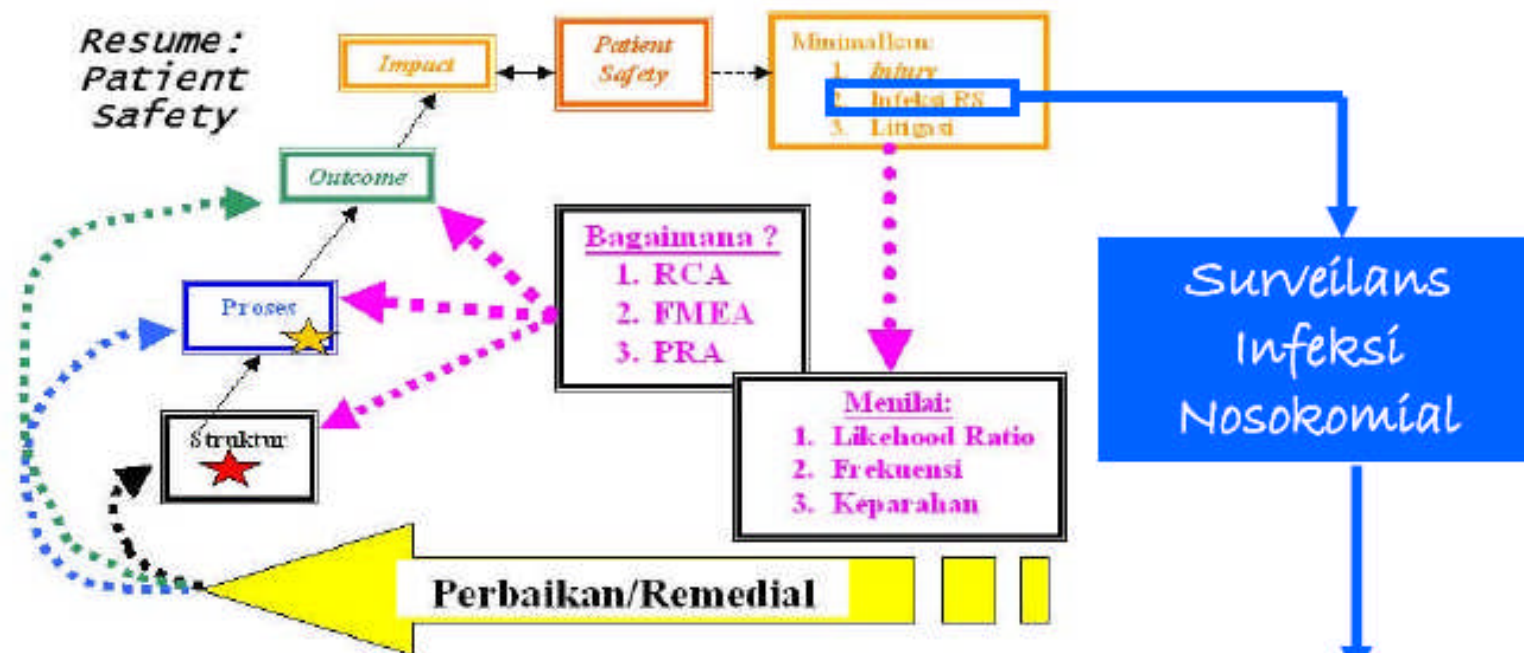 Resume:
Patient
Safety
Impact
Patient
Safety
Minimalkan:
1. Injury
2. Infeksi RS
3. Litigasi
Outcome
Bagaimana ?
1. RCA
2. FMEA
3. PRA
Proses
Surveilans
Infeksi
Nosokomial
Struktur
Menilai:
1. Likehood Ratio
2. Frekuensi
3. Keparahan
Perbaikan/Remedial